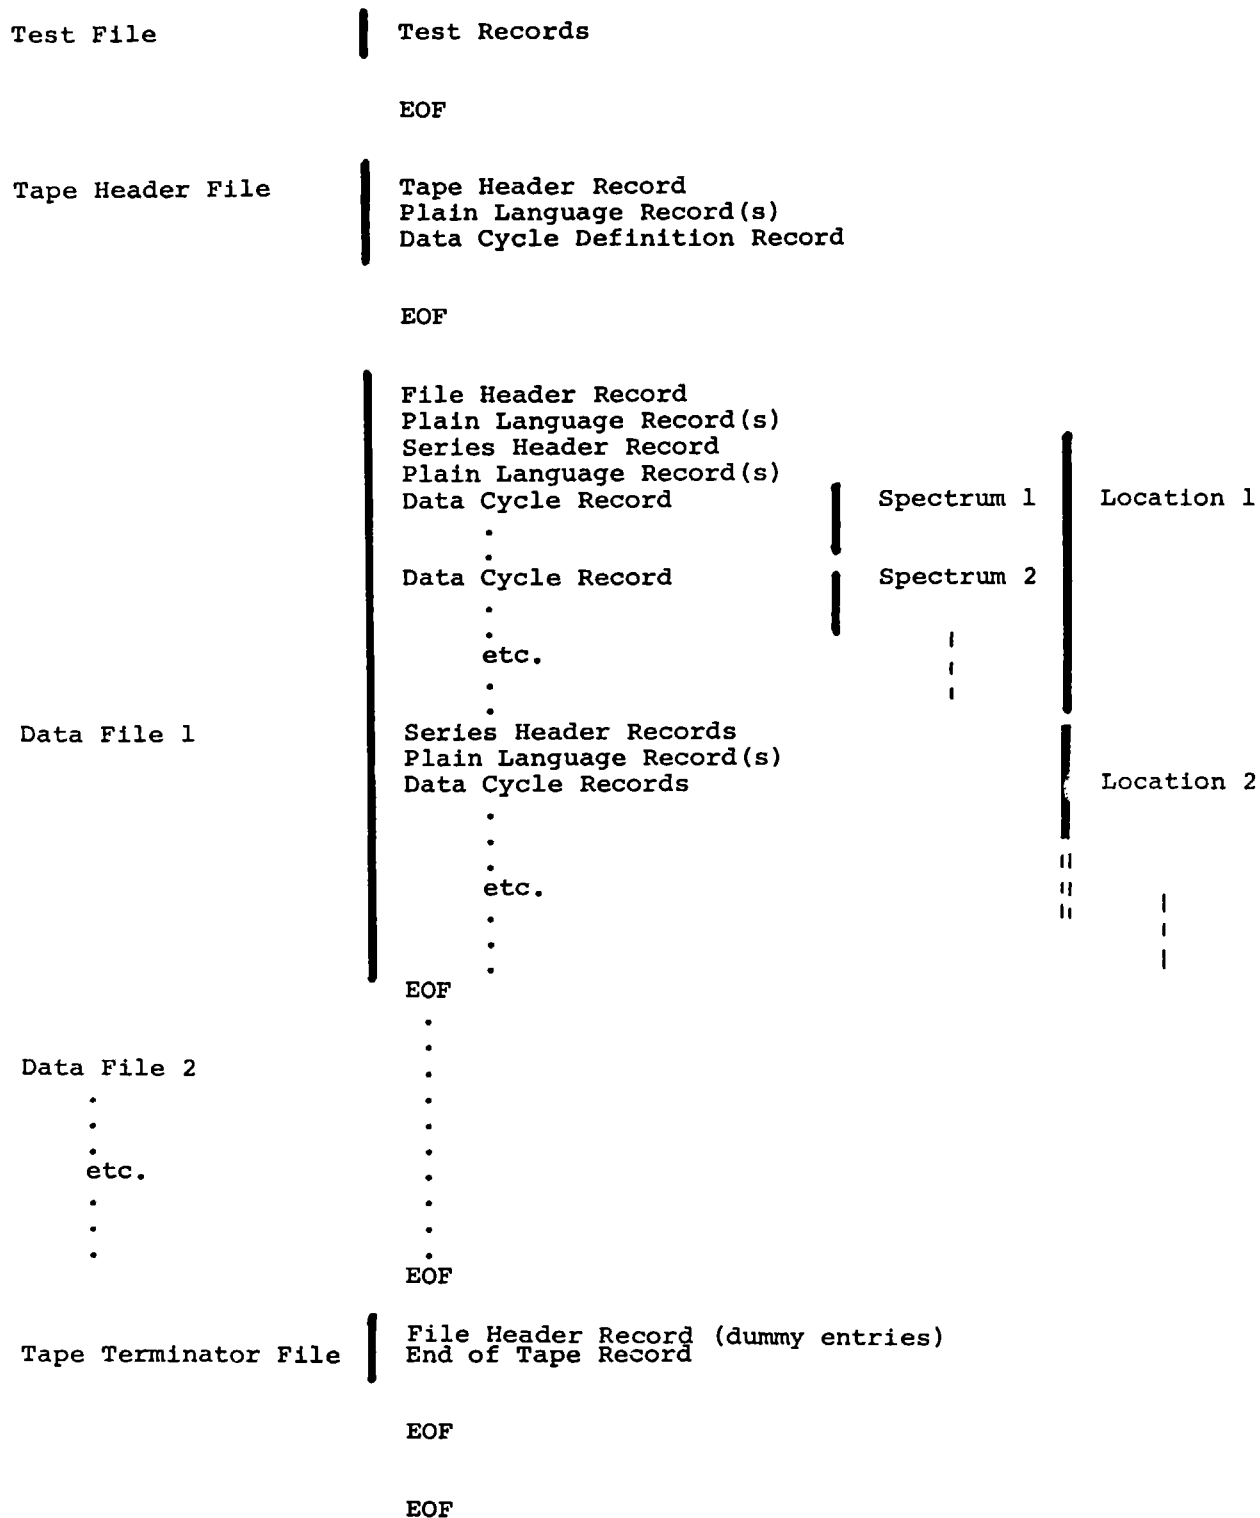 Test File Test Records
EOF
Tape Header File Tape Header Record
Plain Language Record(s)
Data Cycle Definition Record
EOF
File Header Record
Plain Language Record(s)
Series Header Record
Plain Language Record(s)
Data Cycle Record Spectrum 1 Location 1
.
.
Data Cycle Record Spectrum 2
.
.
etc.
.
.
Data File 1 Series Header Records
Plain Language Record(s)
Data Cycle Records Location 2
.
.
.
etc.
.
.
.
EOF
.
.
Data File 2 .
. .
. .
. .
etc. .
. .
. .
. .
EOF
File Header Record (dummy entries)
Tape Terminator File End of Tape Record
EOF
EOF